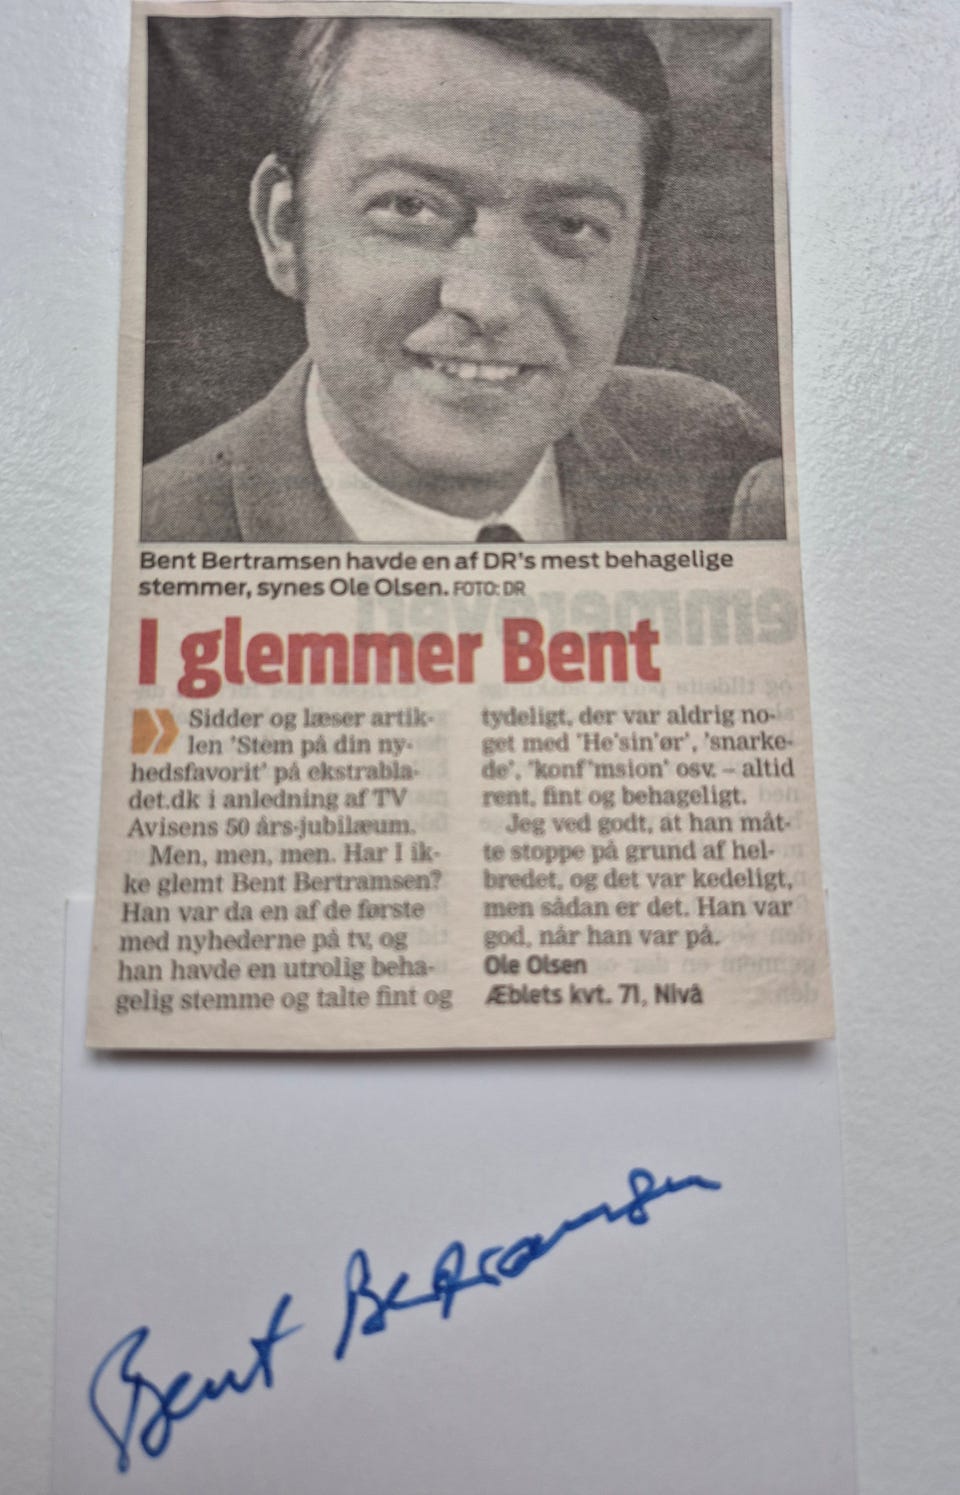 Bent Bertramsen havde en af DR's mest behagelige
stemmer, synes Ole Olsen. FOTO: DR
I glemmer Bent
Sidder og læser artik-
len 'Stem på din ny-
hedsfavorit' på ekstrabla-
det.dk i anledning af TV
Avisens 50 års-jubilæum.
Men, men, men. Har I ik-
ke glemt Bent Bertramsen?
Han var da en af de første
med nyhederne på tv, og
han havde en utrolig beha-
gelig stemme og talte fint og
tydeligt, der var aldrig no-
get med 'He'sin'ør', 'snarke-
de', 'konf'msion' osv. – altid
rent, fint og behageligt.
Jeg ved godt, at han måt-
te stoppe på grund af hel-
bredet, og det var kedeligt,
men sådan er det. Han var
god, når han var på.
Ole Olsen
Æblets kvt. 71, Nivå
Bent Bertramsen